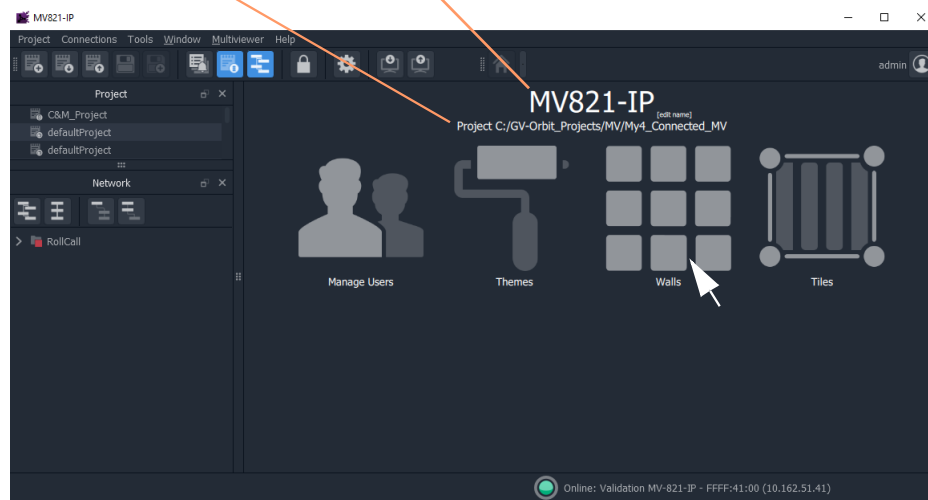 MV821-IP
Project Connections Tools Window Multiviewer Help
admin
Project
C&M_Project
defaultProject
defaultProject
Network
RollCall
MV821-IP
[edit name]
Project C:/GV-Orbit_Projects/MV/My4_Connected_MV
Manage Users Themes Walls Tiles
Online: Validation MV-821-IP - FFFF:41:00 (10.162.51.41)